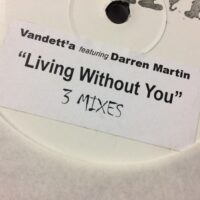 Vandett'a featuring Darren Martin
"Living Without You"
3 MIXES